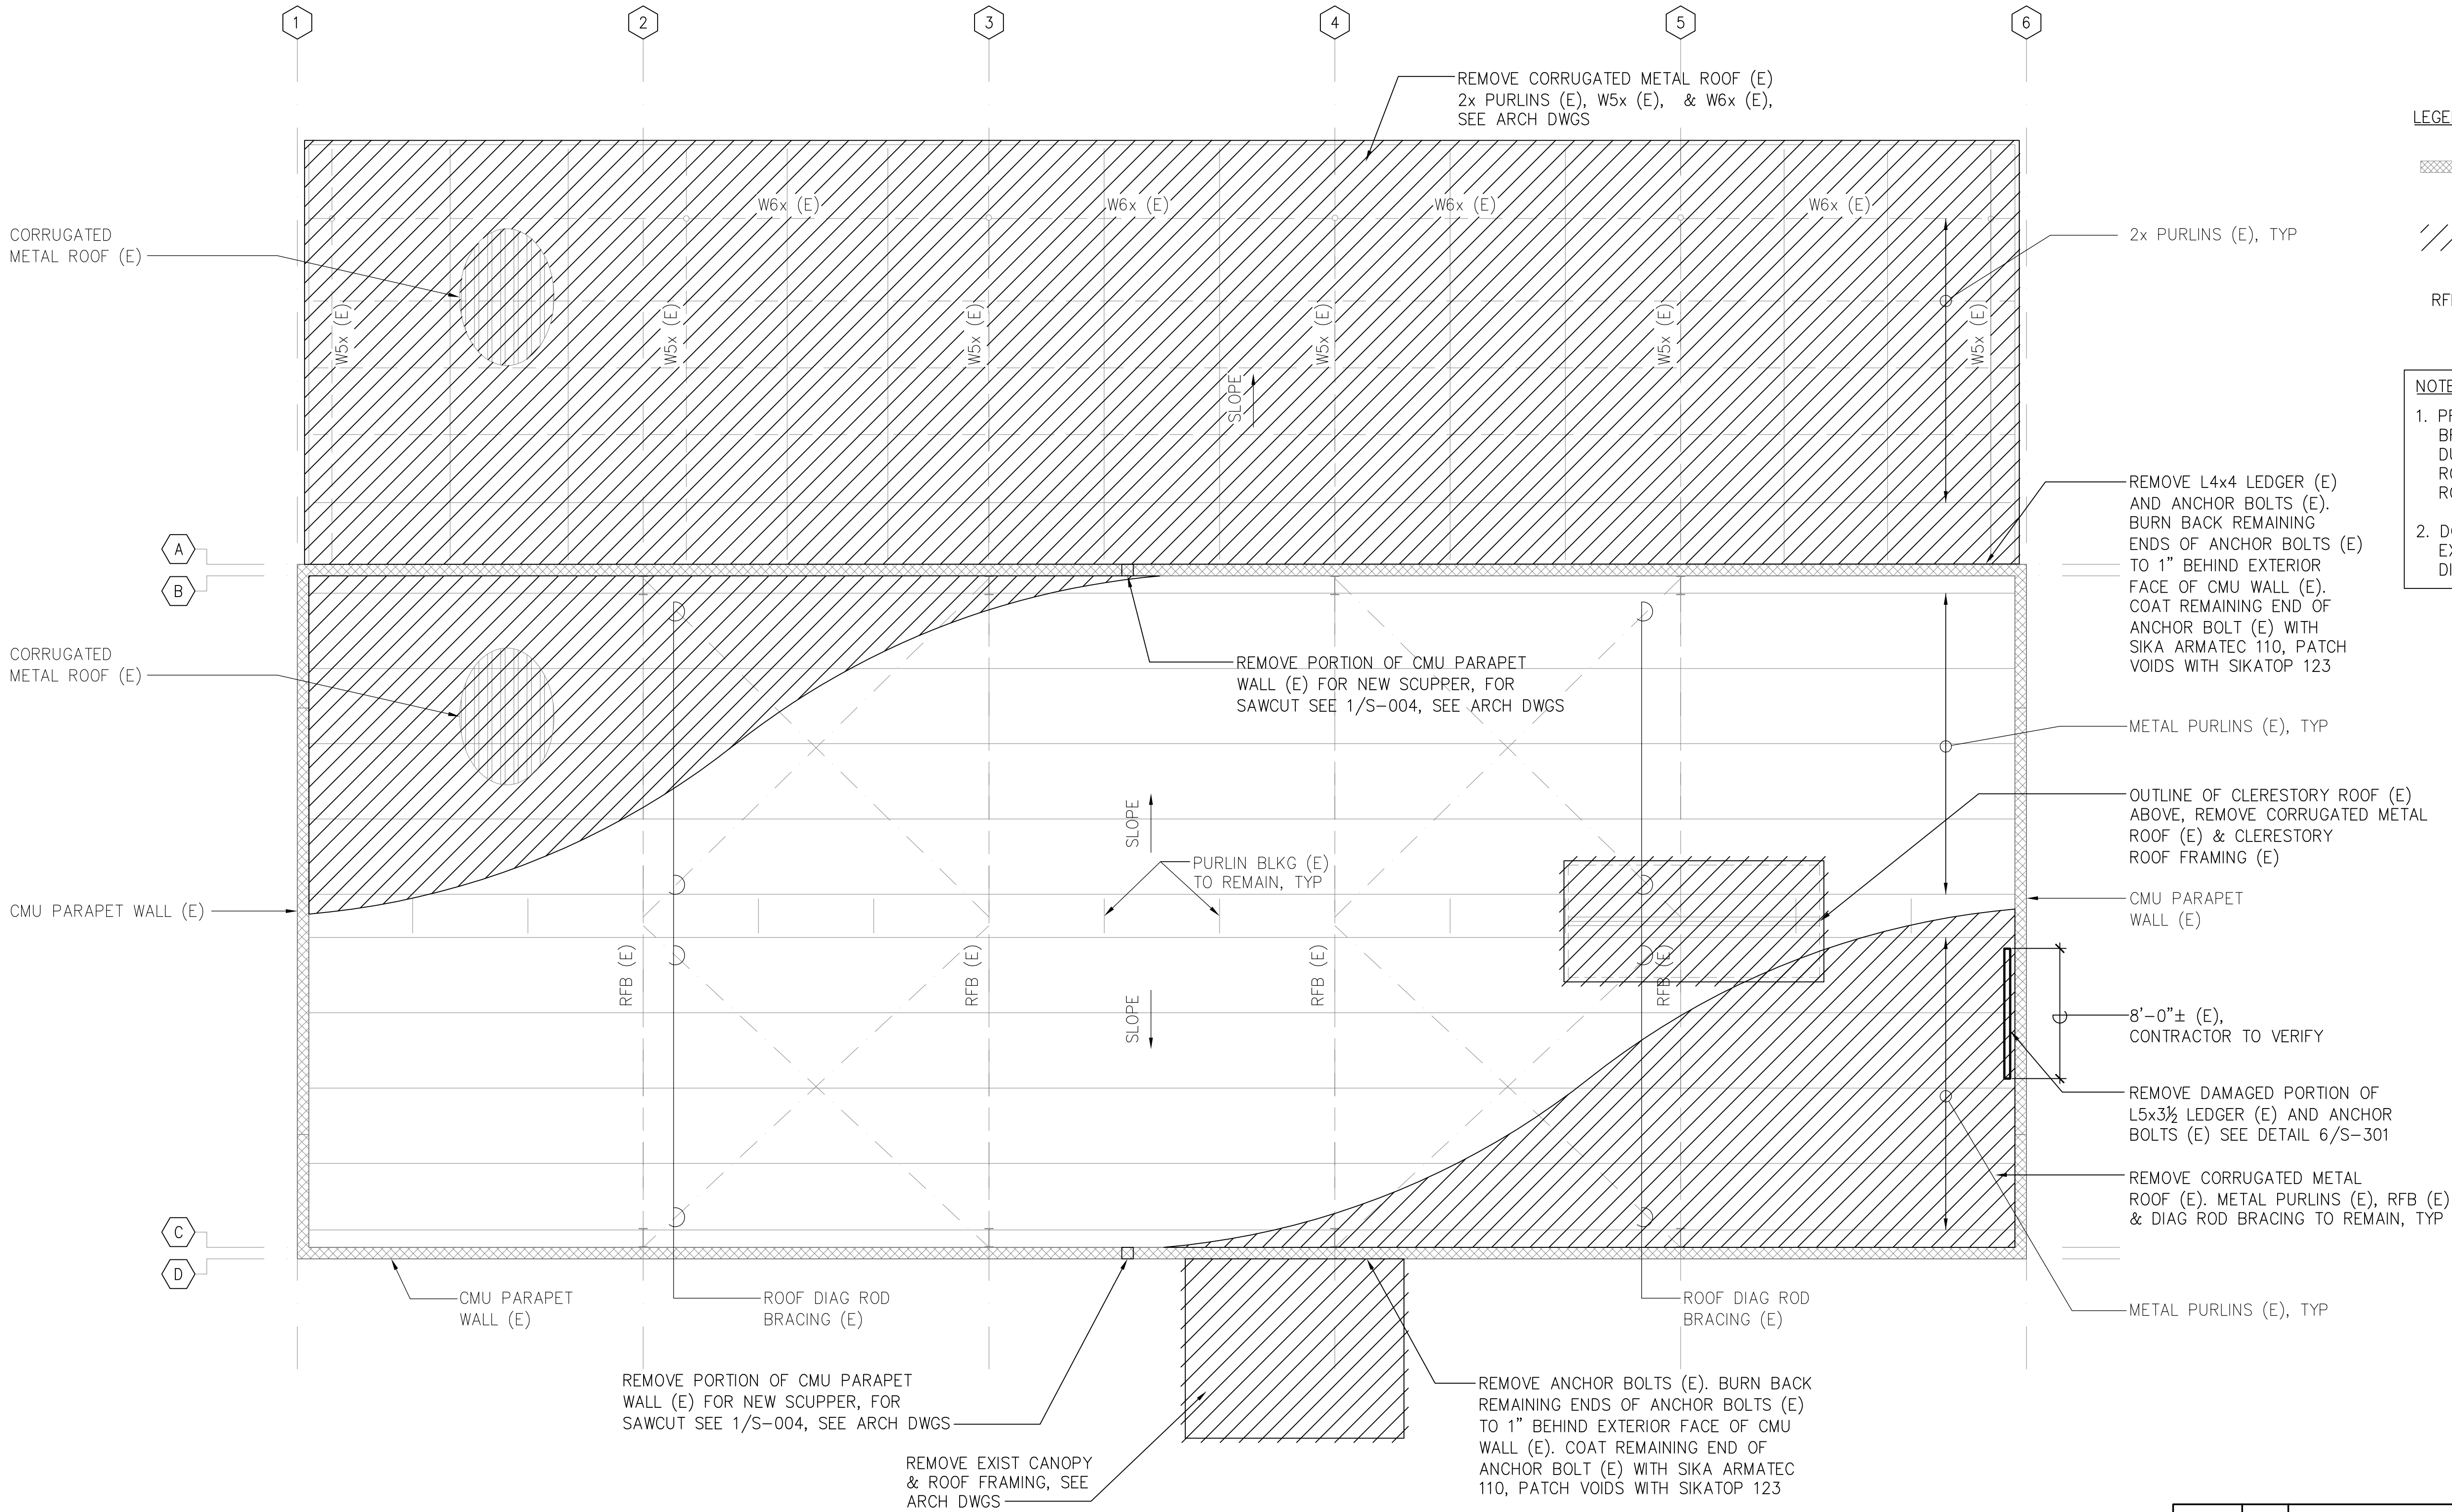 1
2
3
4
5
6
REMOVE CORRUGATED METAL ROOF (E)
2x PURLINS (E), W5x (E), & W6x (E),
SEE ARCH DWGS
W6x (E)
W6x (E)
W6x (E)
W6x (E)
CORRUGATED
METAL ROOF (E)
2x PURLINS (E), TYP
W5x (E)
W5x (E)
W5x (E)
W5x (E)
W5x (E)
W5x (E)
SLOPE
A
B
REMOVE L4x4 LEDGER (E)
AND ANCHOR BOLTS (E).
BURN BACK REMAINING
ENDS OF ANCHOR BOLTS (E)
TO 1" BEHIND EXTERIOR
FACE OF CMU WALL (E).
COAT REMAINING END OF
ANCHOR BOLT (E) WITH
SIKA ARMATEC 110, PATCH
VOIDS WITH SIKATOP 123
CORRUGATED
METAL ROOF (E)
REMOVE PORTION OF CMU PARAPET
WALL (E) FOR NEW SCUPPER, FOR
SAWCUT SEE 1/S-004, SEE ARCH DWGS
METAL PURLINS (E), TYP
SLOPE
OUTLINE OF CLERESTORY ROOF (E)
ABOVE, REMOVE CORRUGATED METAL
ROOF (E) & CLERESTORY
ROOF FRAMING (E)
PURLIN BLKG (E)
TO REMAIN, TYP
CMU PARAPET WALL (E)
CMU PARAPET
WALL (E)
RFB (E)
RFB (E)
RFB (E)
RFB (E)
SLOPE
8'-0"± (E),
CONTRACTOR TO VERIFY
REMOVE DAMAGED PORTION OF
L5x3½ LEDGER (E) AND ANCHOR
BOLTS (E) SEE DETAIL 6/S-301
REMOVE CORRUGATED METAL
ROOF (E). METAL PURLINS (E), RFB (E)
& DIAG ROD BRACING TO REMAIN, TYP
C
D
CMU PARAPET
WALL (E)
ROOF DIAG ROD
BRACING (E)
ROOF DIAG ROD
BRACING (E)
METAL PURLINS (E), TYP
REMOVE PORTION OF CMU PARAPET
WALL (E) FOR NEW SCUPPER, FOR
SAWCUT SEE 1/S-004, SEE ARCH DWGS
REMOVE EXIST CANOPY
& ROOF FRAMING, SEE
ARCH DWGS
REMOVE ANCHOR BOLTS (E). BURN BACK
REMAINING ENDS OF ANCHOR BOLTS (E)
TO 1" BEHIND EXTERIOR FACE OF CMU
WALL (E). COAT REMAINING END OF
ANCHOR BOLT (E) WITH SIKA ARMATEC
110, PATCH VOIDS WITH SIKATOP 123
1.
2.